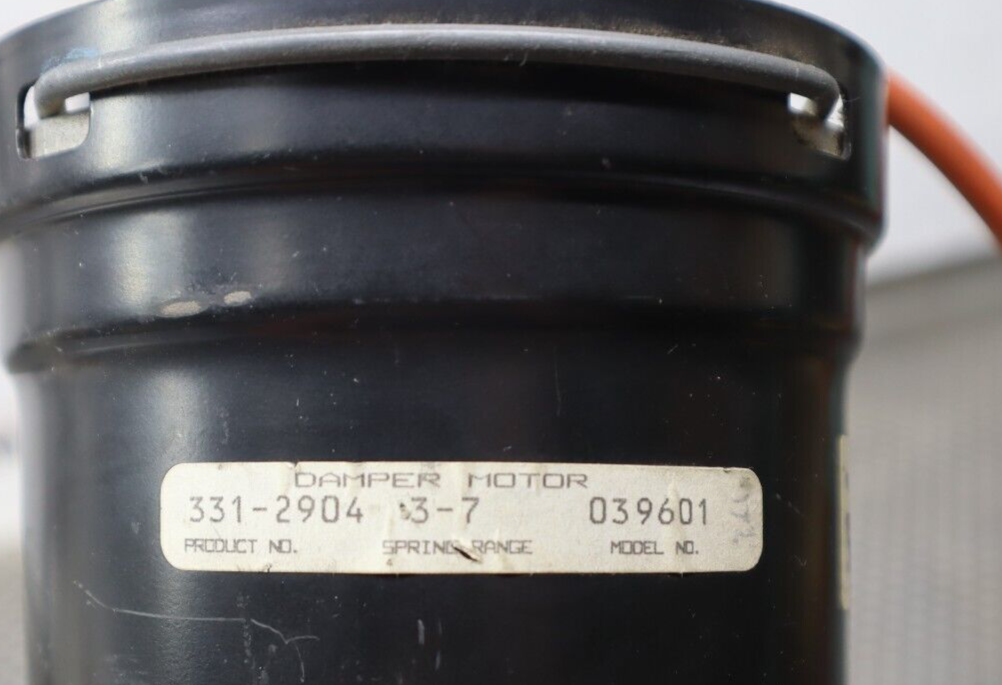 DAMPER MOTOR
331-2904 3-7 039601
PRODUCT NO. SPRING RANGE MODEL NO.